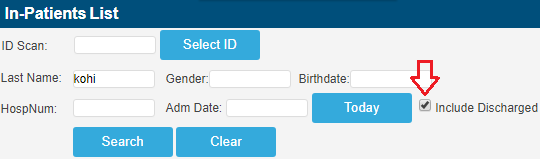 In-Patients List
ID Scan: Select ID
Last Name: kohi Gender: Birthdate:
HospNum: Adm Date: Today Include Discharged
Search Clear